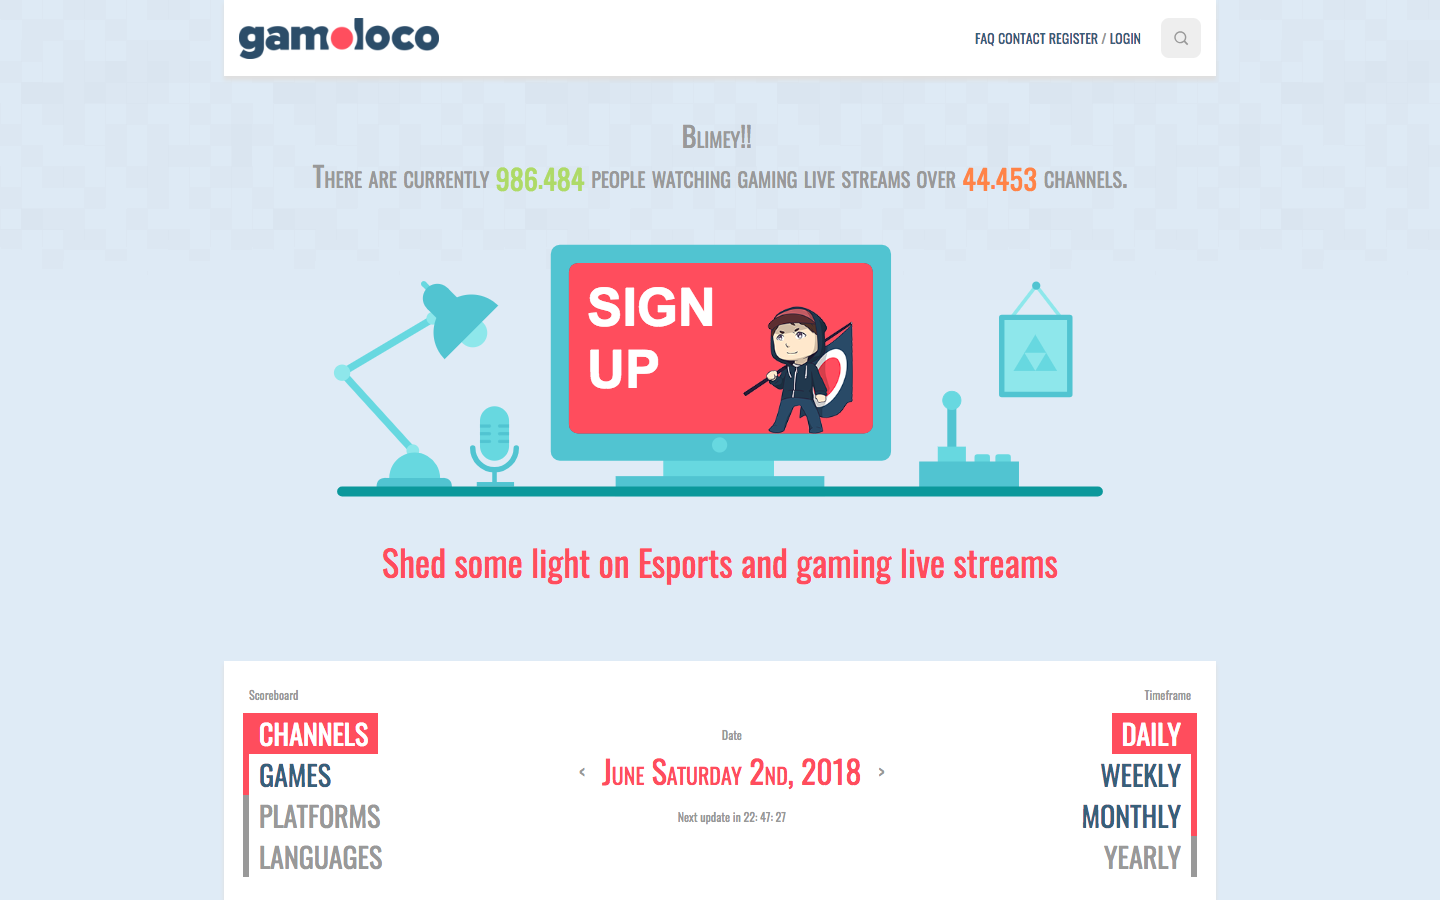 gamoloco
FAQ CONTACT REGISTER / LOGIN
Blimey!!
There are currently 986.484 people watching gaming live streams over 44.453 channels.
SIGN
UP
Shed some light on Esports and gaming live streams
Scoreboard
CHANNELS
GAMES
PLATFORMS
LANGUAGES
Date
‹ June Saturday 2nd, 2018 ›
Next update in 22: 47: 27
Timeframe
DAILY
WEEKLY
MONTHLY
YEARLY